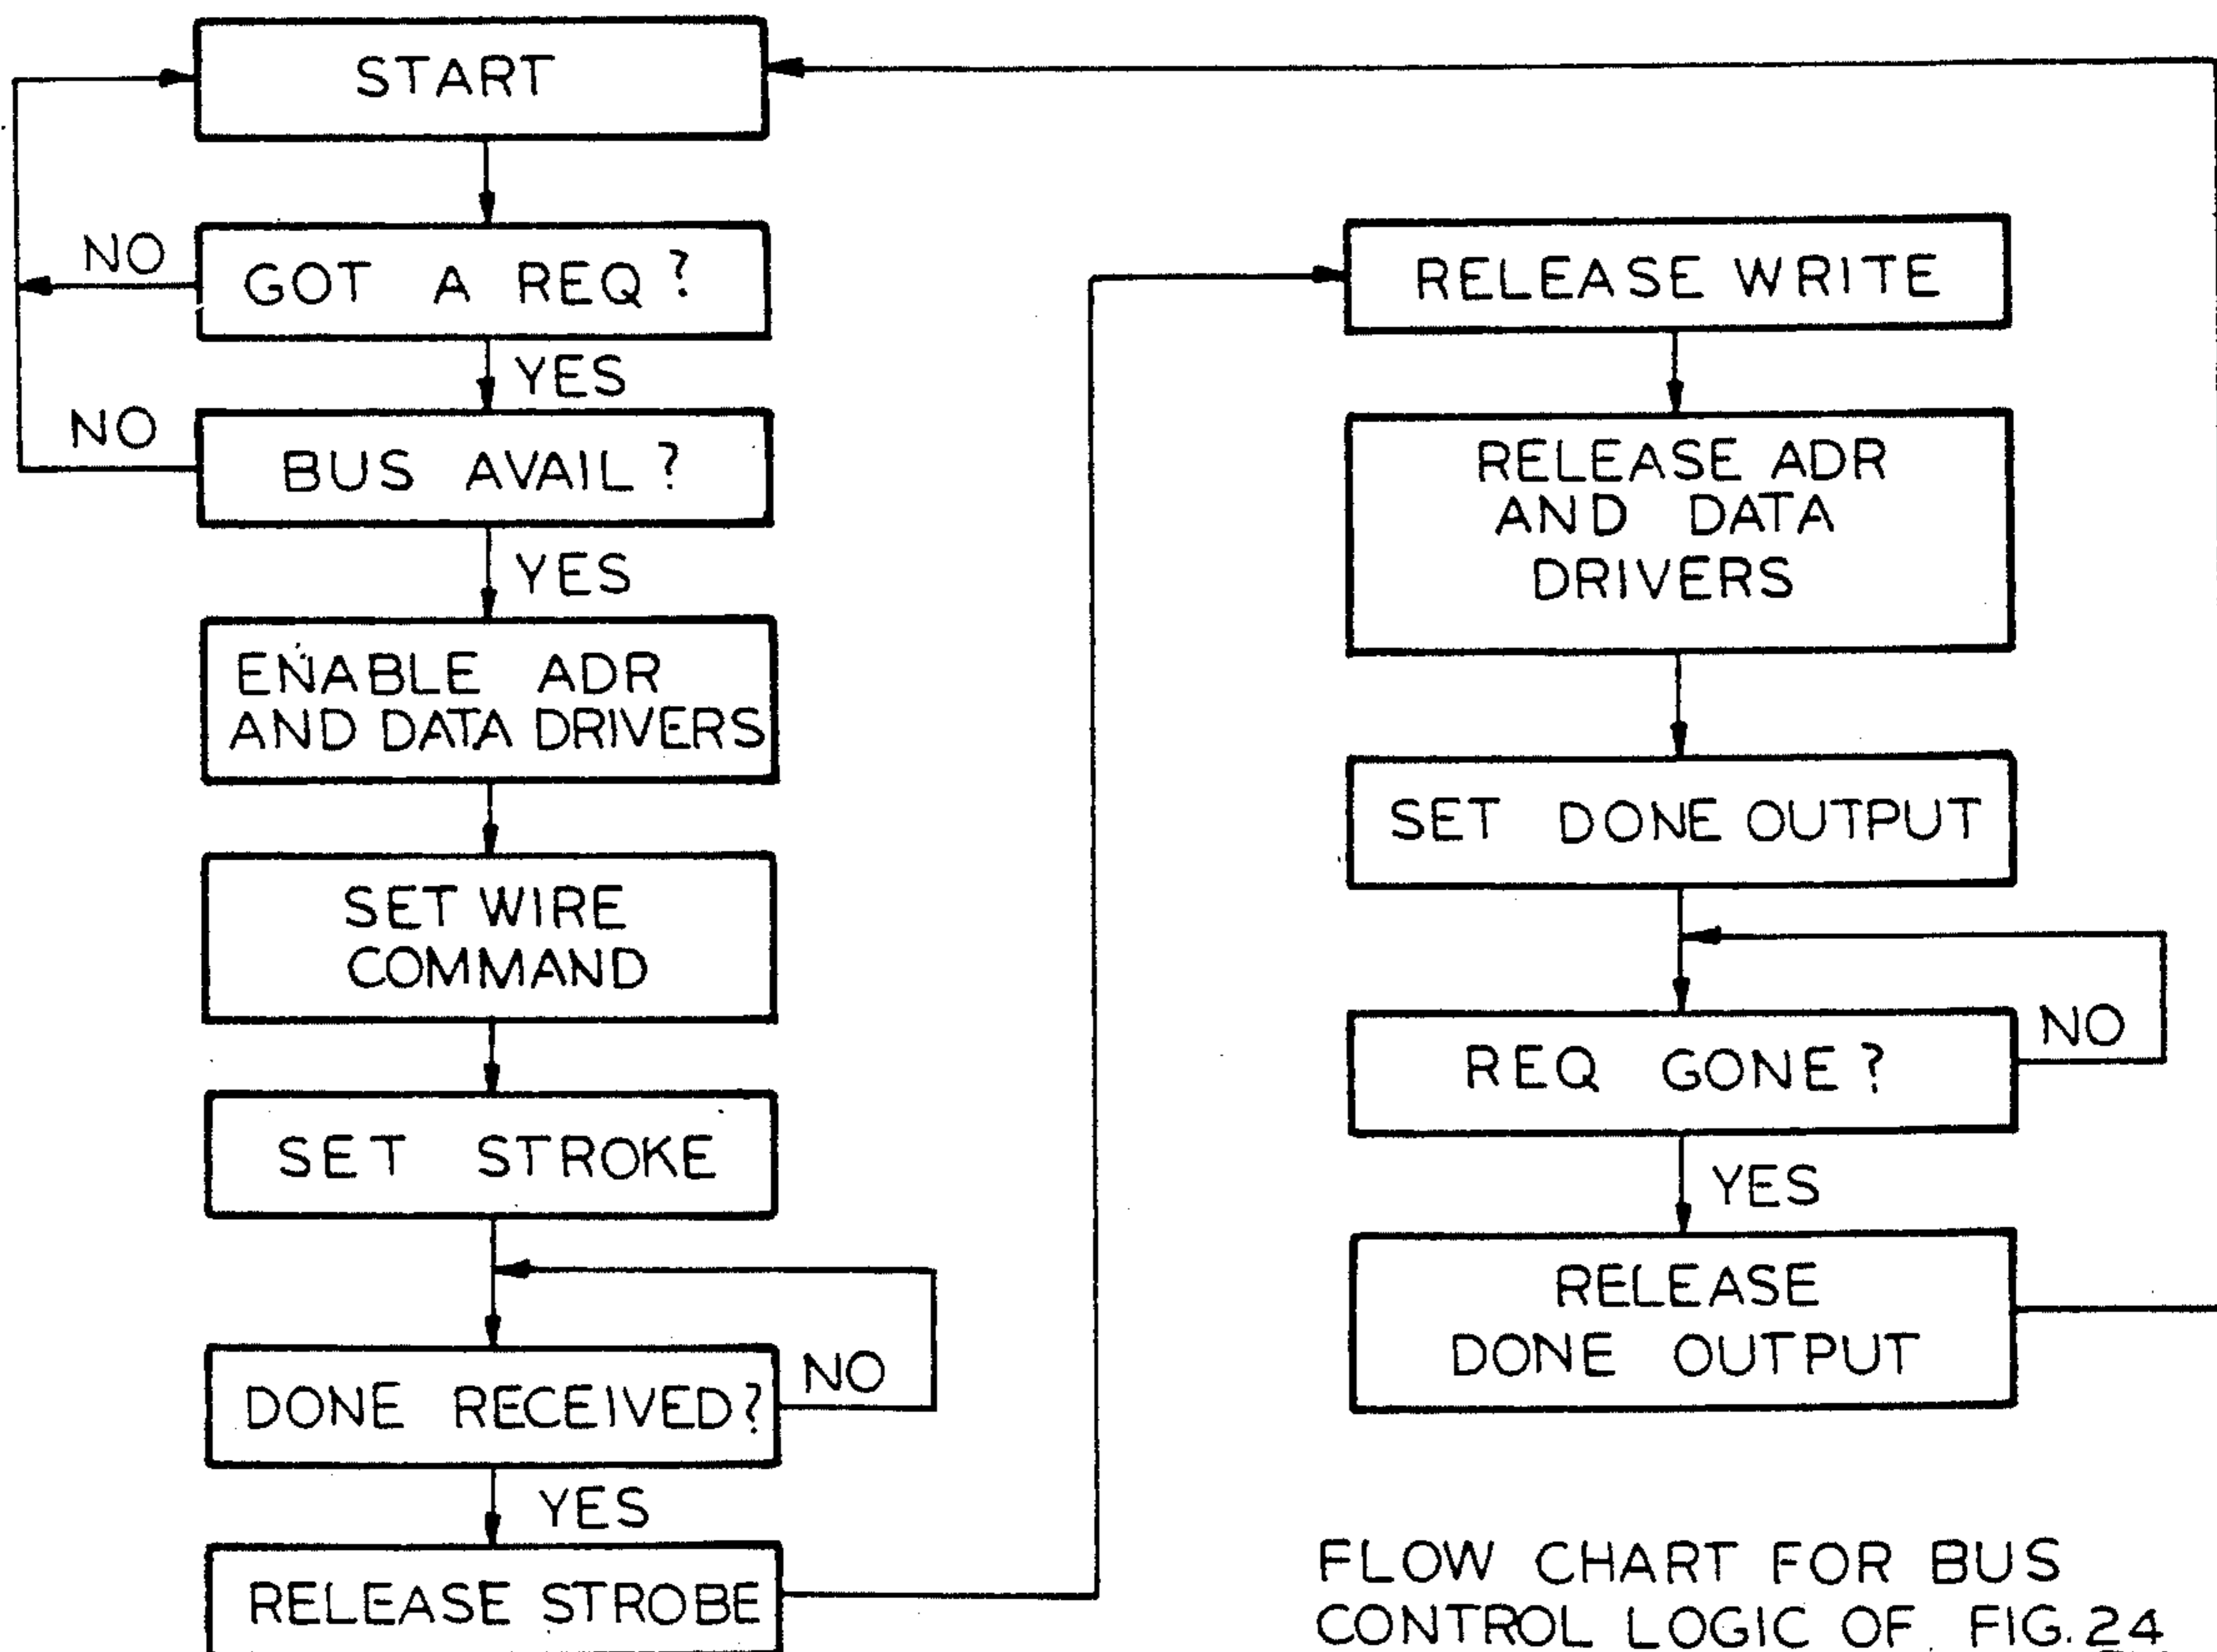 START
NO
GOT A REQ?
YES
NO
BUS AVAIL?
YES
ENABLE ADR
AND DATA DRIVERS
SET WIRE
COMMAND
SET STROKE
DONE RECEIVED?
NO
YES
RELEASE STROBE
RELEASE WRITE
RELEASE ADR
AND DATA
DRIVERS
SET DONE OUTPUT
REQ GONE?
NO
YES
RELEASE
DONE OUTPUT
FLOW CHART FOR BUS
CONTROL LOGIC OF FIG. 24